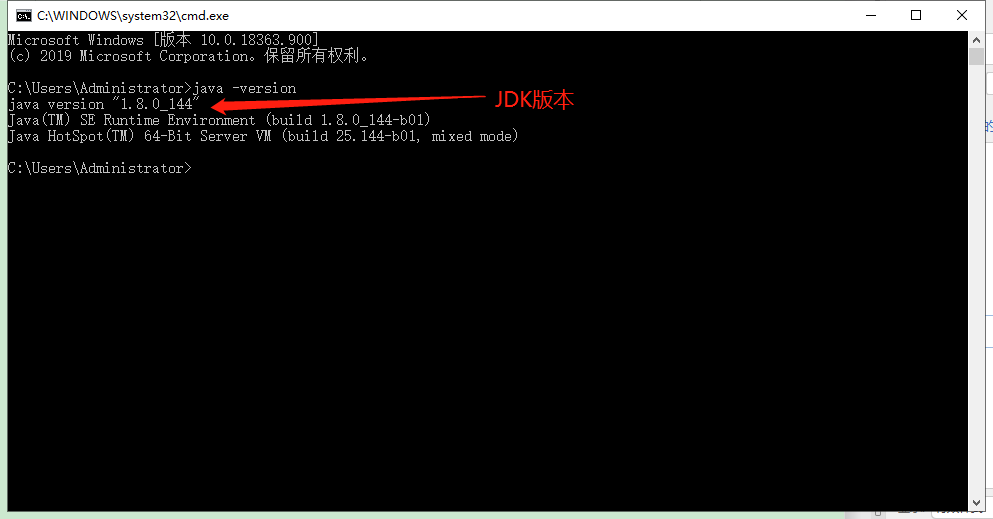 C:\WINDOWS\system32\cmd.exe
Microsoft Windows [版本 10.0.18363.900]
(c) 2019 Microsoft Corporation。保留所有权利。
C:\Users\Administrator>java -version
java version "1.8.0_144"
JDK版本
Java(TM) SE Runtime Environment (build 1.8.0_144-b01)
Java HotSpot(TM) 64-Bit Server VM (build 25.144-b01, mixed mode)
C:\Users\Administrator>
的